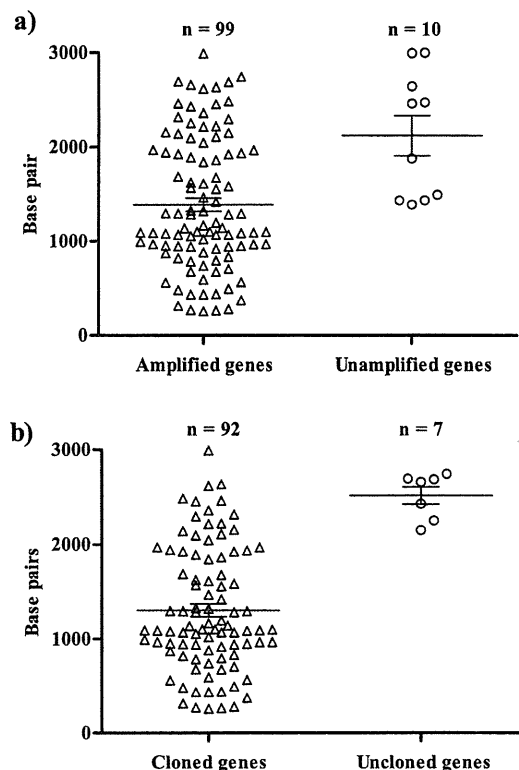 a)
n = 99 n = 10
3000
2000
1000
0
Base pair
Amplified genes Unamplified genes
b)
n = 92 n = 7
3000
2000
1000
0
Base pairs
Cloned genes Uncloned genes